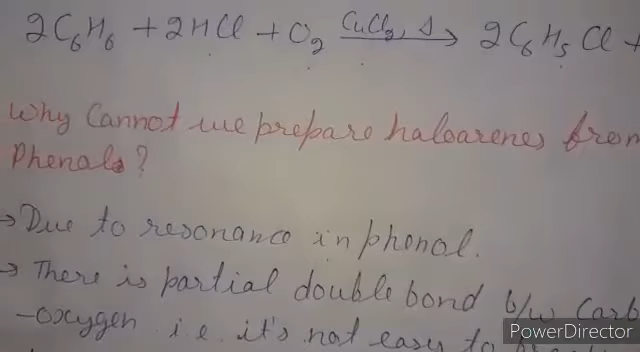 2C₆H₆ + 2HCl + O₂ —CuCl₂, Δ→ 2C₆H₅Cl +
Why Cannot we prepare haloarenes from
Phenals?
→ Due to resonance in phenol.
→ There is partial double bond b/w Carb
-oxygen i.e. it's not easy to
PowerDirector